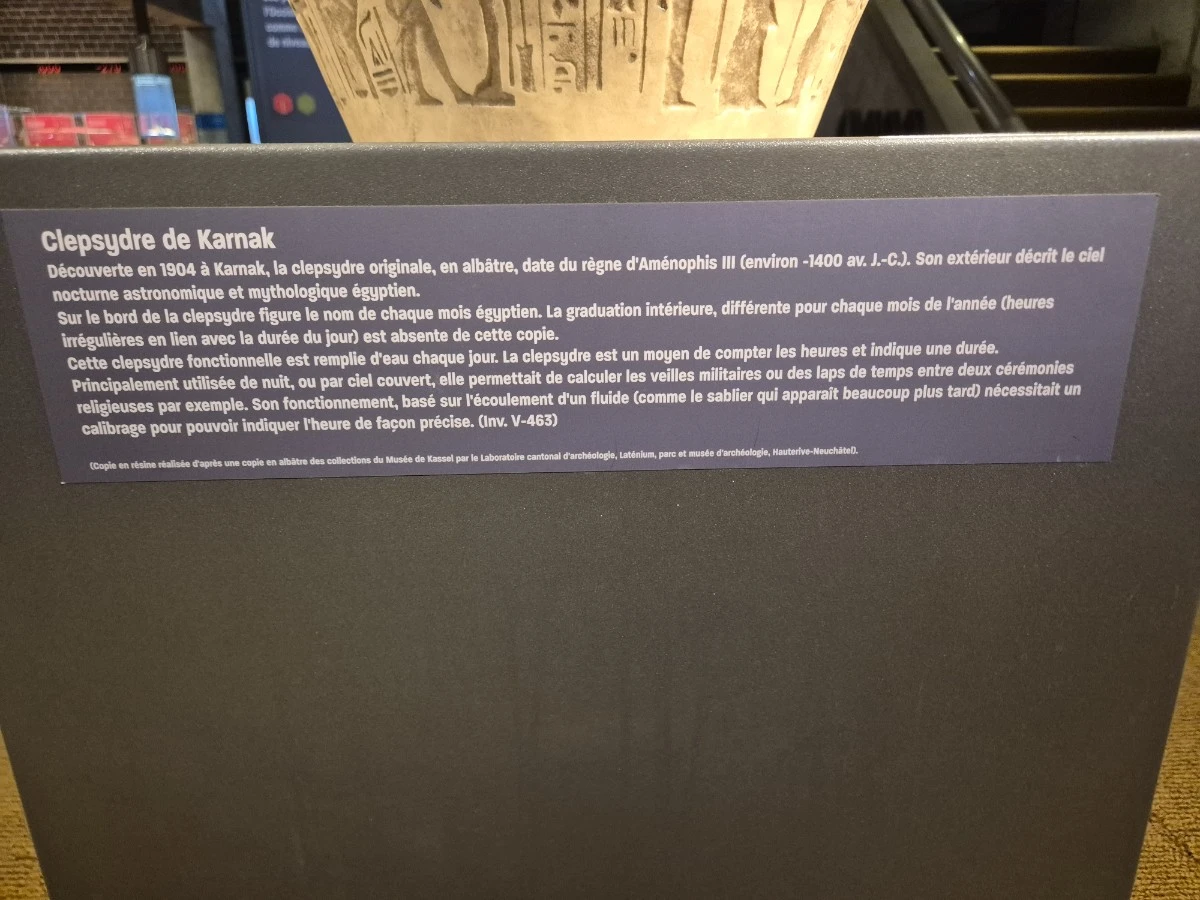 Clepsydre de Karnak
Découverte en 1904 à Karnak, la clepsydre originale, en albâtre, date du règne d'Aménophis III (environ -1400 av. J.-C.). Son extérieur décrit le ciel
nocturne astronomique et mythologique égyptien.
Sur le bord de la clepsydre figure le nom de chaque mois égyptien. La graduation intérieure, différente pour chaque mois de l'année (heures
irrégulières en lien avec la durée du jour) est absente de cette copie.
Cette clepsydre fonctionnelle est remplie d'eau chaque jour. La clepsydre est un moyen de compter les heures et indique une durée.
Principalement utilisée de nuit, ou par ciel couvert, elle permettait de calculer les veilles militaires ou des laps de temps entre deux cérémonies
religieuses par exemple. Son fonctionnement, basé sur l'écoulement d'un fluide (comme le sablier qui apparaît beaucoup plus tard) nécessitait un
calibrage pour pouvoir indiquer l'heure de façon précise. (Inv. V-463)
(Copie en résine réalisée d'après une copie en albâtre des collections du Musée de Kassel par le Laboratoire cantonal d'archéologie, Laténium, parc et musée d'archéologie, Hauterive-Neuchâtel).